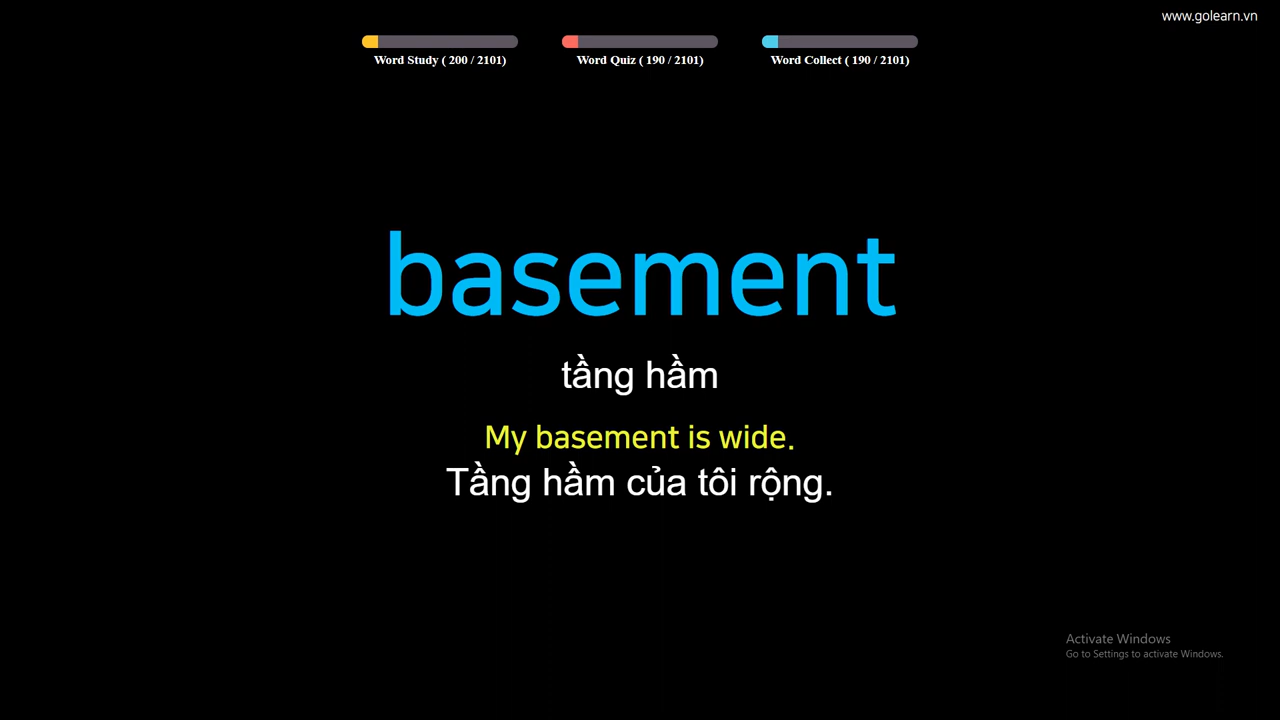 www.golearn.vn
Word Study ( 200 / 2101)
Word Quiz ( 190 / 2101)
Word Collect ( 190 / 2101)
basement
tầng hầm
My basement is wide.
Tầng hầm của tôi rộng.
Activate Windows
Go to Settings to activate Windows.